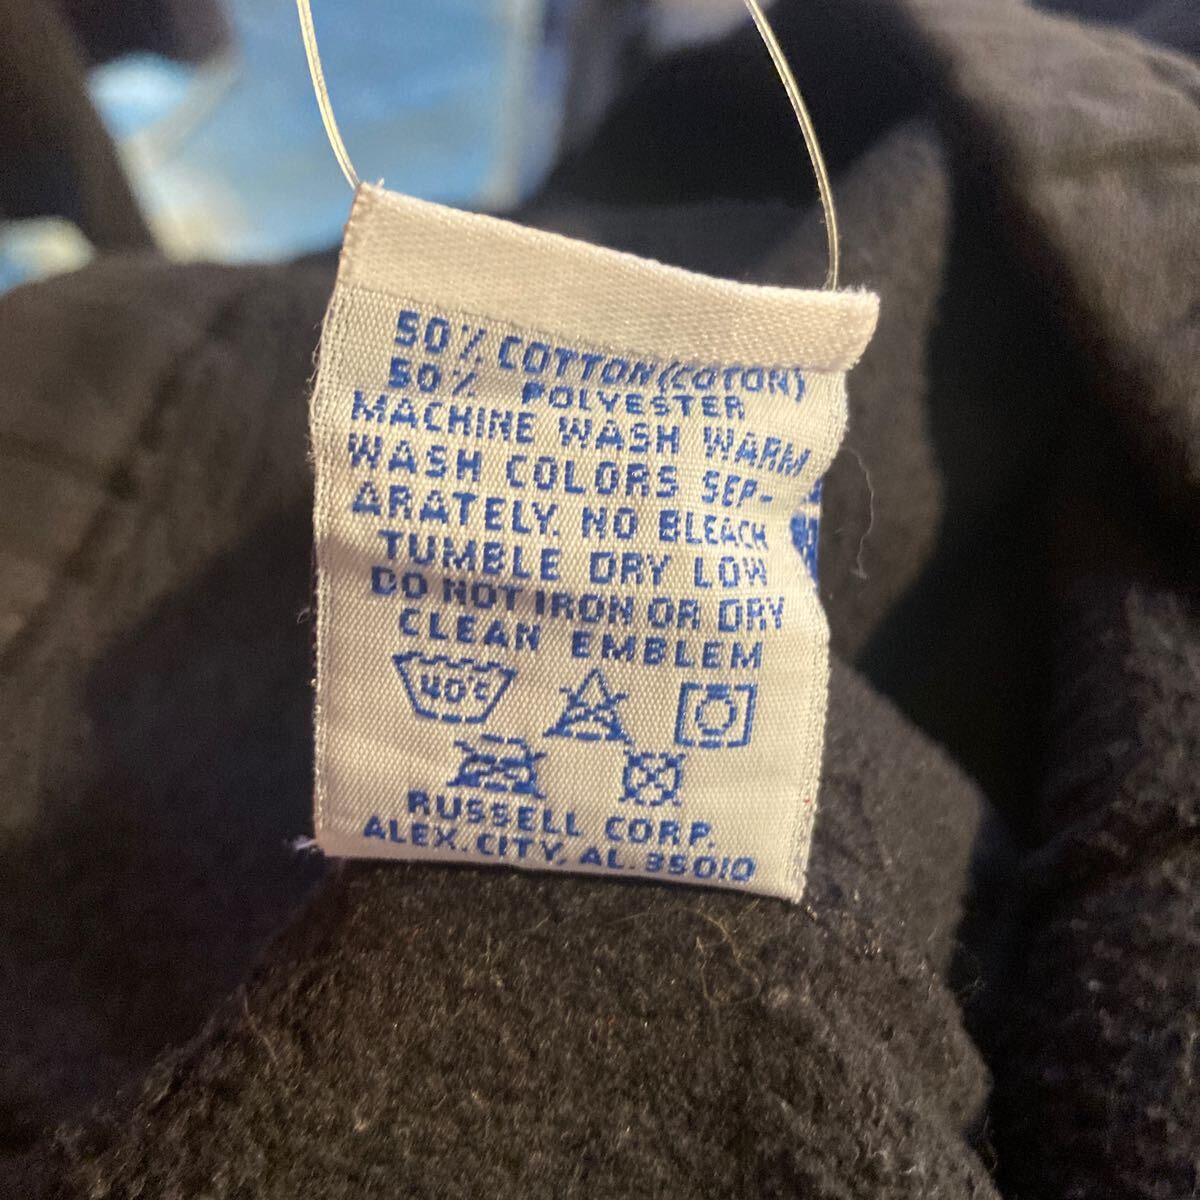 50% COTTON (COTON)
50% POLYESTER
MACHINE WASH WARM
WASH COLORS SEP-
ARATELY. NO BLEACH
TUMBLE DRY LOW
DO NOT IRON OR DRY
CLEAN EMBLEM
40°C
RUSSELL CORP.
ALEX. CITY, AL. 35010